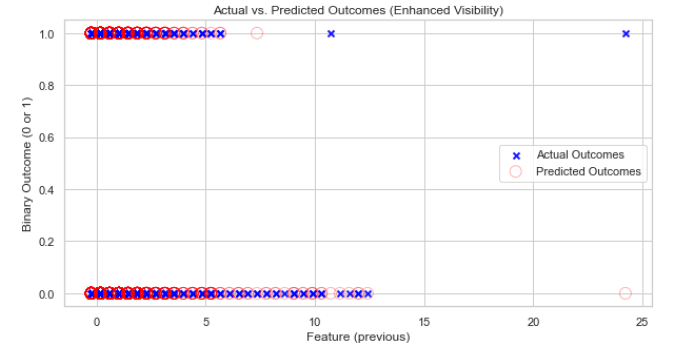 Actual vs. Predicted Outcomes (Enhanced Visibility)
1.0
0.8
0.6
0.4
0.2
0.0
Binary Outcome (0 or 1)
Actual Outcomes
Predicted Outcomes
0 5 10 15 20 25
Feature (previous)